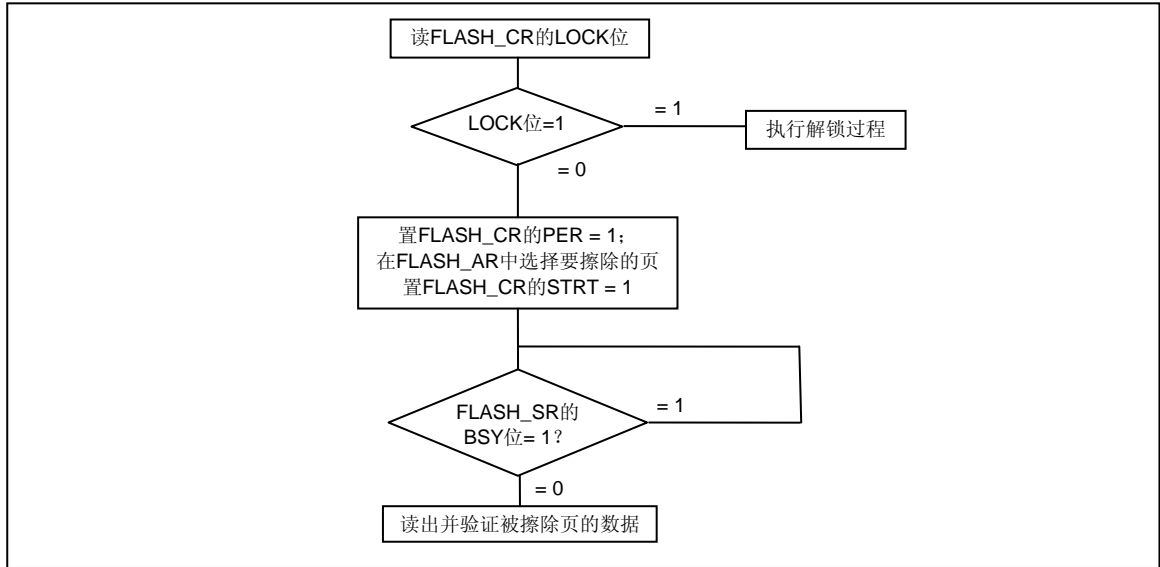 读FLASH_CR的LOCK位
LOCK位=1
= 1
执行解锁过程
= 0
置FLASH_CR的PER = 1;
在FLASH_AR中选择要擦除的页
置FLASH_CR的STRT = 1
FLASH_SR的
= 1
BSY位= 1?
= 0
读出并验证被擦除页的数据